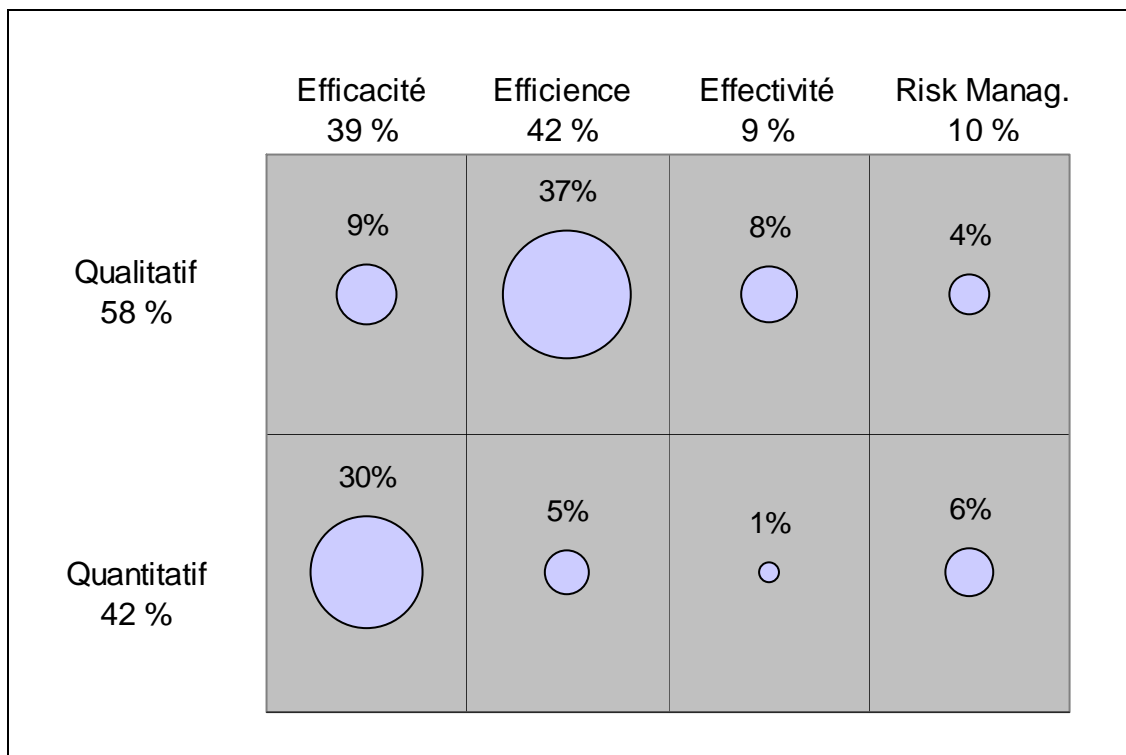 Efficacité Efficience Effectivité Risk Manag.
39 % 42 % 9 % 10 %
37%
9% 8% 4%
Qualitatif
58 %
30%
5% 1% 6%
Quantitatif
42 %